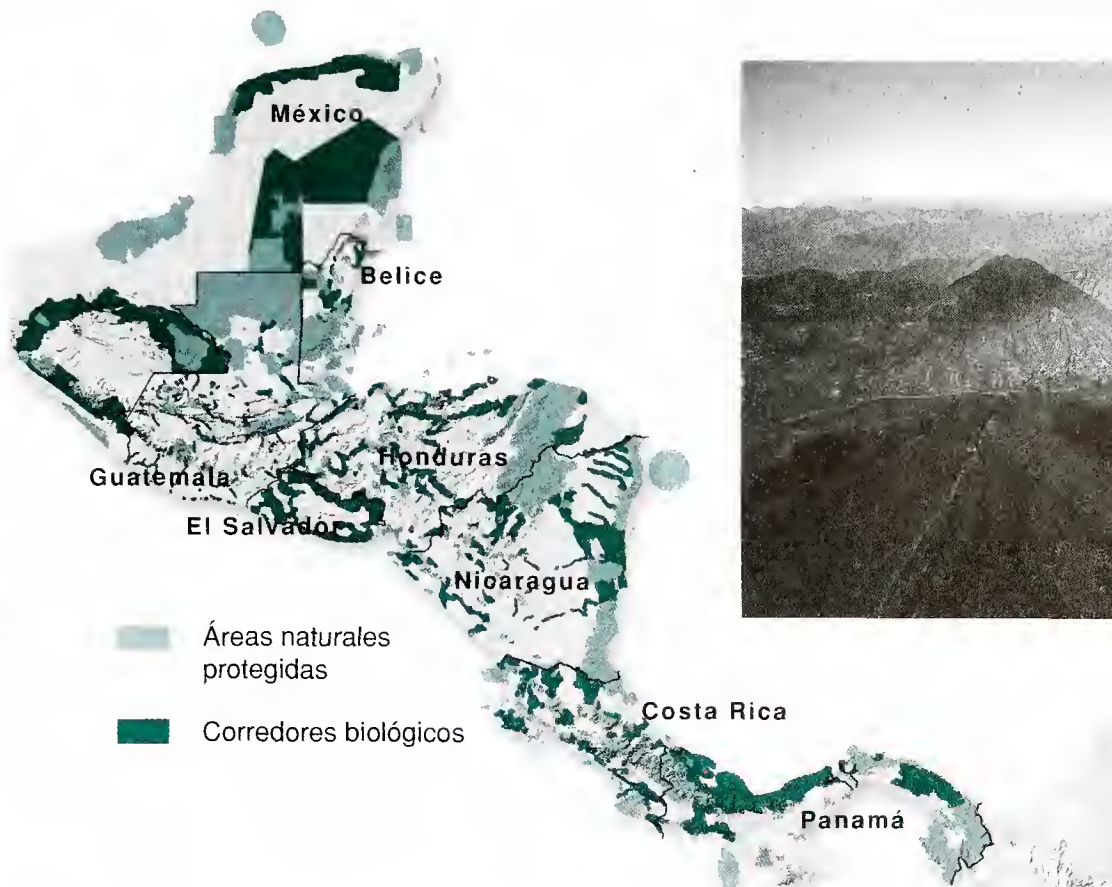 México
Belice
Honduras
Guatemala
El Salvador
Nicaragua
Áreas naturales
protegidas
Costa Rica
Corredores biológicos
Panamá